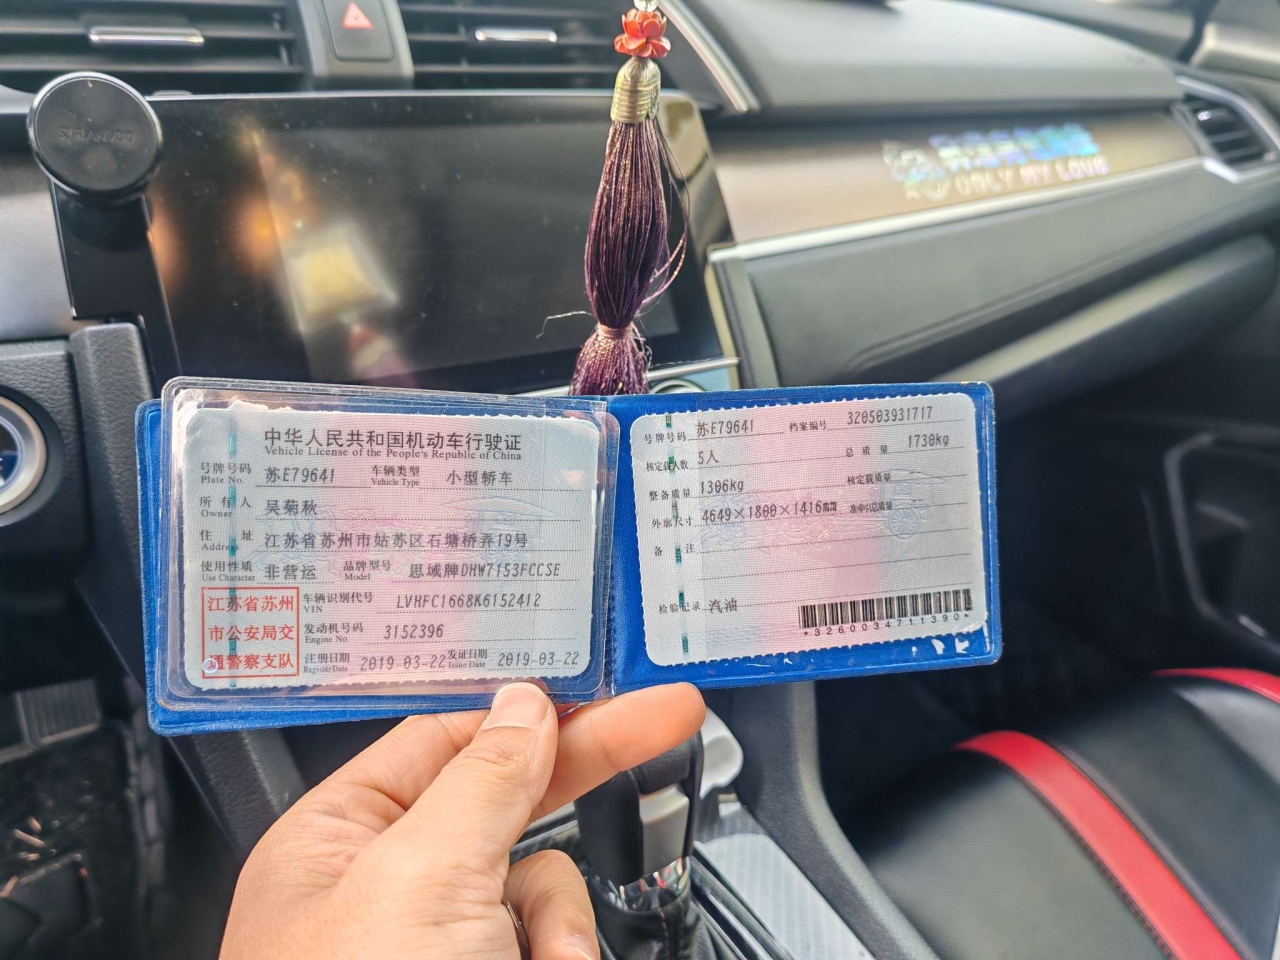 ONLY MY LOVE
中华人民共和国机动车行驶证
Vehicle License of the People's Republic of China
号牌号码 苏E79641 车辆类型 小型轿车
Plate No. Vehicle Type
所有人 吴菊秋
Owner
住址 江苏省苏州市姑苏区石塘桥弄19号
Address
使用性质 非营运 品牌型号 思域牌DHW7153FCCSE
Use Character Model
江苏省苏州
市公安局交
通警察支队
车辆识别代号 LVHFC1668K6152412
VIN
发动机号码 3152396
Engine No.
注册日期 2019-03-22 发证日期 2019-03-22
Register Date Issue Date
号牌号码 苏E79641 档案编号 320503931717
核定载人数 5人 总质量 1730kg
整备质量 1306kg 核定载质量
外廓尺寸 4649×1800×1416mm 准牵引总质量
备注
检验记录 汽油
*3260034711390*